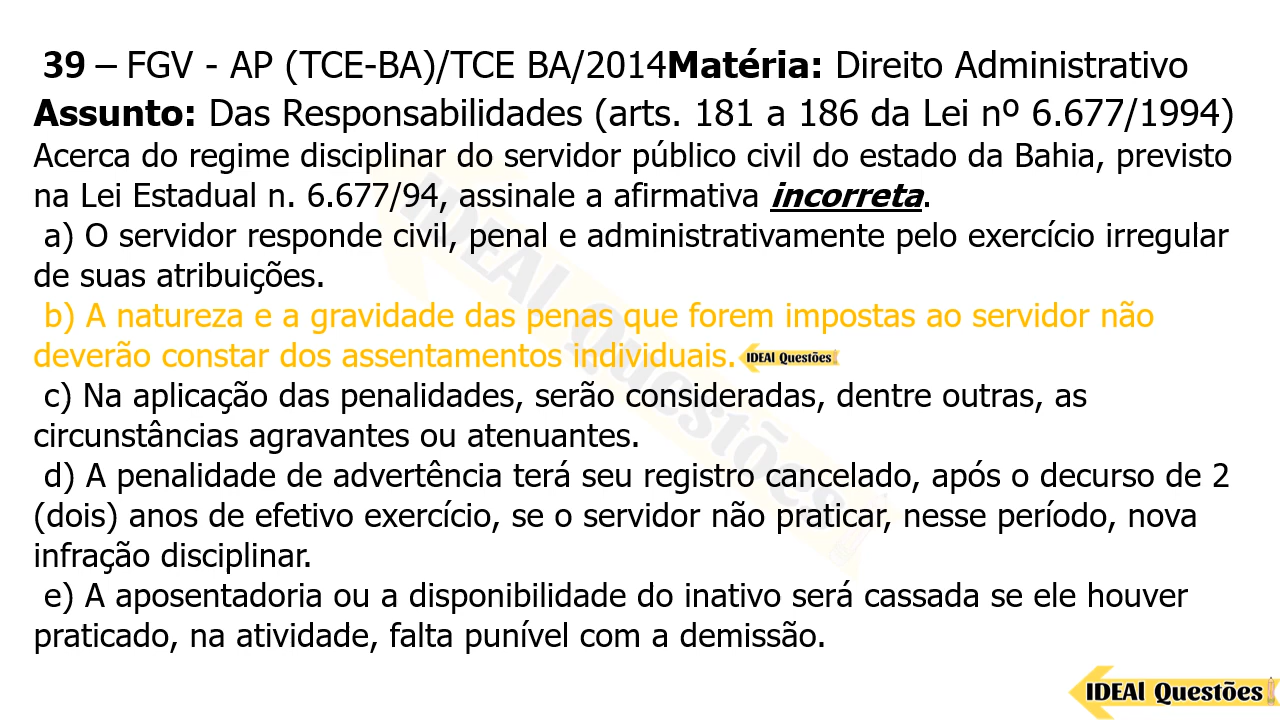 39 – FGV - AP (TCE-BA)/TCE BA/2014Matéria: Direito Administrativo
Assunto: Das Responsabilidades (arts. 181 a 186 da Lei nº 6.677/1994)
Acerca do regime disciplinar do servidor público civil do estado da Bahia, previsto
na Lei Estadual n. 6.677/94, assinale a afirmativa incorreta.
a) O servidor responde civil, penal e administrativamente pelo exercício irregular
de suas atribuições.
b) A natureza e a gravidade das penas que forem impostas ao servidor não
deverão constar dos assentamentos individuais. IDEAl Questões
c) Na aplicação das penalidades, serão consideradas, dentre outras, as
circunstâncias agravantes ou atenuantes.
d) A penalidade de advertência terá seu registro cancelado, após o decurso de 2
(dois) anos de efetivo exercício, se o servidor não praticar, nesse período, nova
infração disciplinar.
e) A aposentadoria ou a disponibilidade do inativo será cassada se ele houver
praticado, na atividade, falta punível com a demissão.
IDEAl Questões
IDEAl Questões